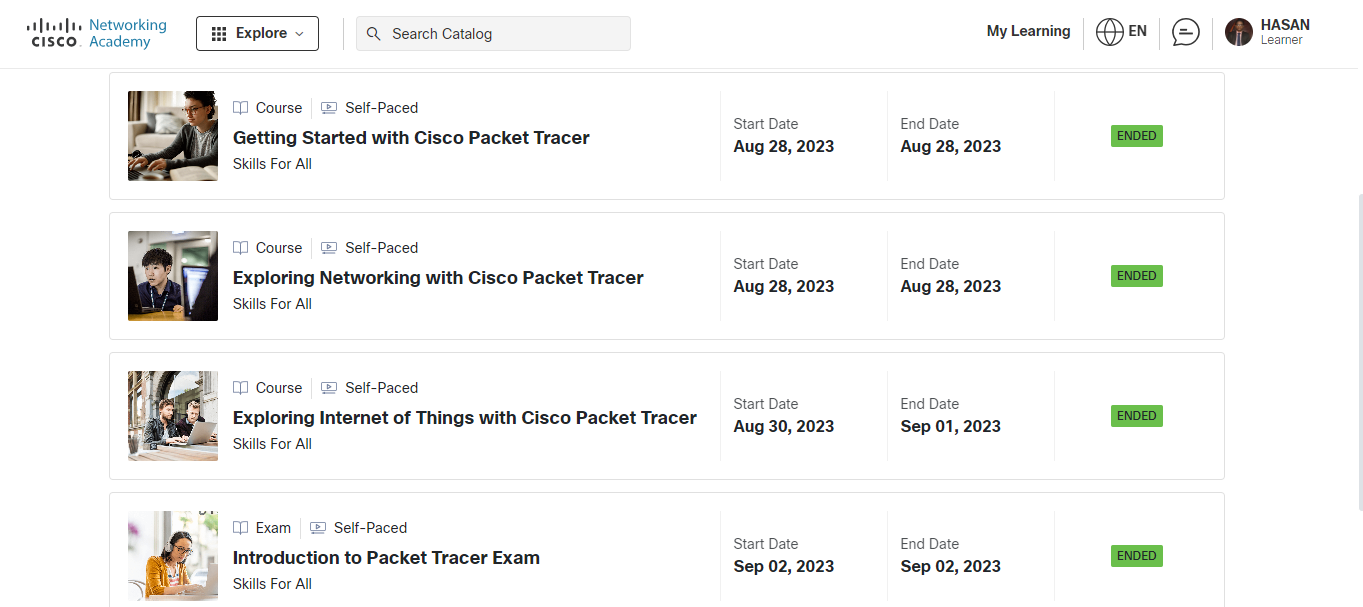 CISCO
Networking
Academy
Explore
Search Catalog
My Learning
EN
HASAN
Learner
Course
Self-Paced
Getting Started with Cisco Packet Tracer
Skills For All
Start Date
Aug 28, 2023
End Date
Aug 28, 2023
ENDED
Course
Self-Paced
Exploring Networking with Cisco Packet Tracer
Skills For All
Start Date
Aug 28, 2023
End Date
Aug 28, 2023
ENDED
Course
Self-Paced
Exploring Internet of Things with Cisco Packet Tracer
Skills For All
Start Date
Aug 30, 2023
End Date
Sep 01, 2023
ENDED
Exam
Self-Paced
Introduction to Packet Tracer Exam
Skills For All
Start Date
Sep 02, 2023
End Date
Sep 02, 2023
ENDED